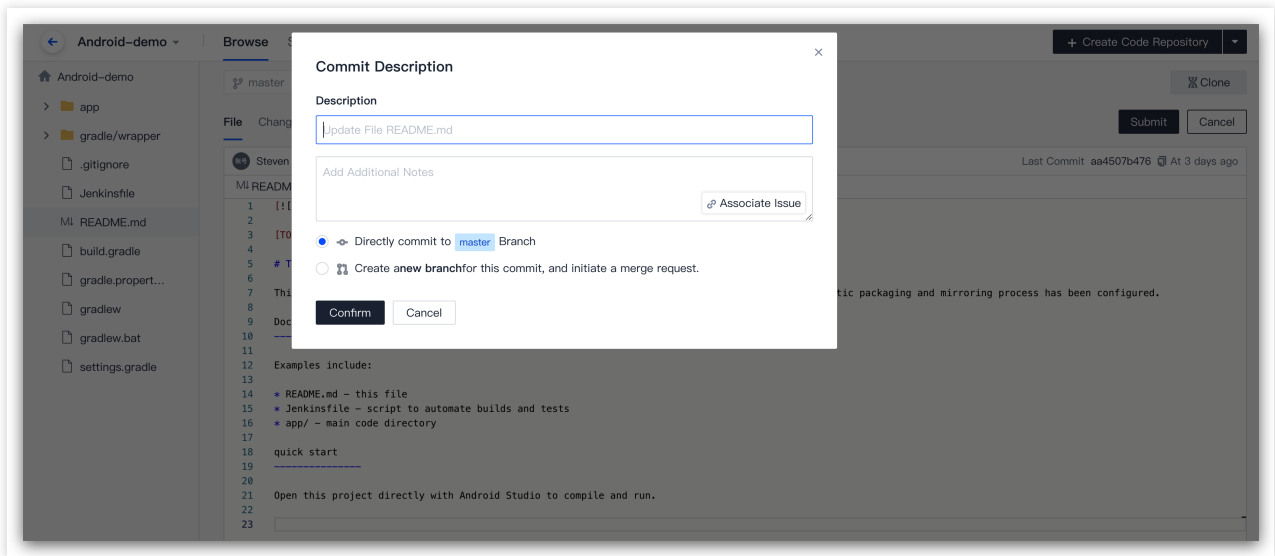 Android-demo
Browse
+ Create Code Repository
Android-demo
master
Clone
app
File Chang
Submit Cancel
gradle/wrapper
.gitignore
Steven
Last Commit aa4507b476 At 3 days ago
Jenkinsfile
M↓ README.md
build.gradle
gradle.propert...
gradlew
gradlew.bat
settings.gradle
Commit Description
×
Description
Update File README.md
Add Additional Notes
Associate Issue
Directly commit to master Branch
Create anew branchfor this commit, and initiate a merge request.
Confirm Cancel
M↓ READM
1 [![
2
3 [TO
4
5 # T
6
7 Thi tic packaging and mirroring process has been configured.
8
9 Doc
10 ---
11
12 Examples include:
13
14 * README.md - this file
15 * Jenkinsfile - script to automate builds and tests
16 * app/ - main code directory
17
18 quick start
19 ---------------
20
21 Open this project directly with Android Studio to compile and run.
22
23